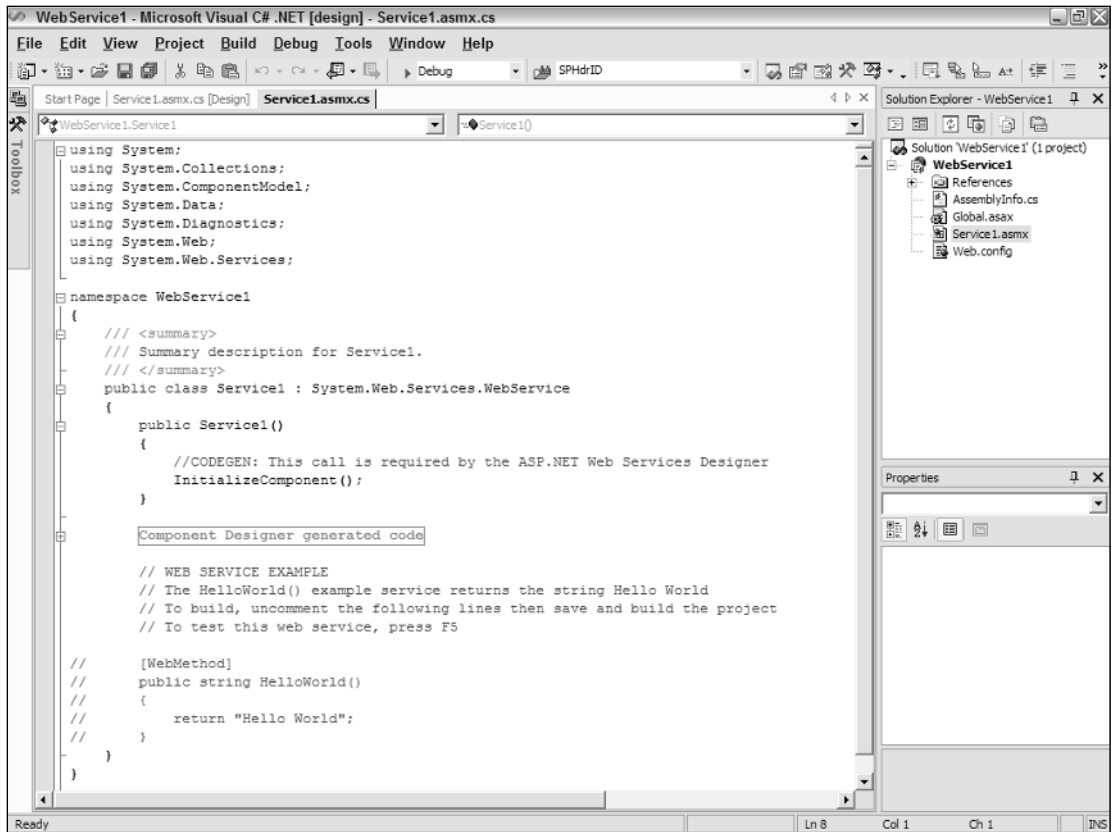 WebService1 - Microsoft Visual C# .NET [design] - Service1.asmx.cs
File Edit View Project Build Debug Tools Window Help
Debug SPHdrID
Start Page Service1.asmx.cs [Design] Service1.asmx.cs
WebService1.Service1 Service1()
Toolbox
using System;
using System.Collections;
using System.ComponentModel;
using System.Data;
using System.Diagnostics;
using System.Web;
using System.Web.Services;
namespace WebService1
{
/// <summary>
/// Summary description for Service1.
/// </summary>
public class Service1 : System.Web.Services.WebService
{
public Service1()
{
//CODEGEN: This call is required by the ASP.NET Web Services Designer
InitializeComponent();
}
Component Designer generated code
// WEB SERVICE EXAMPLE
// The HelloWorld() example service returns the string Hello World
// To build, uncomment the following lines then save and build the project
// To test this web service, press F5
// [WebMethod]
// public string HelloWorld()
// {
// return "Hello World";
// }
}
}
Solution Explorer - WebService1
Solution 'WebService1' (1 project)
WebService1
References
AssemblyInfo.cs
Global.asax
Service1.asmx
Web.config
Properties
Ready Ln 8 Col 1 Ch 1 INS